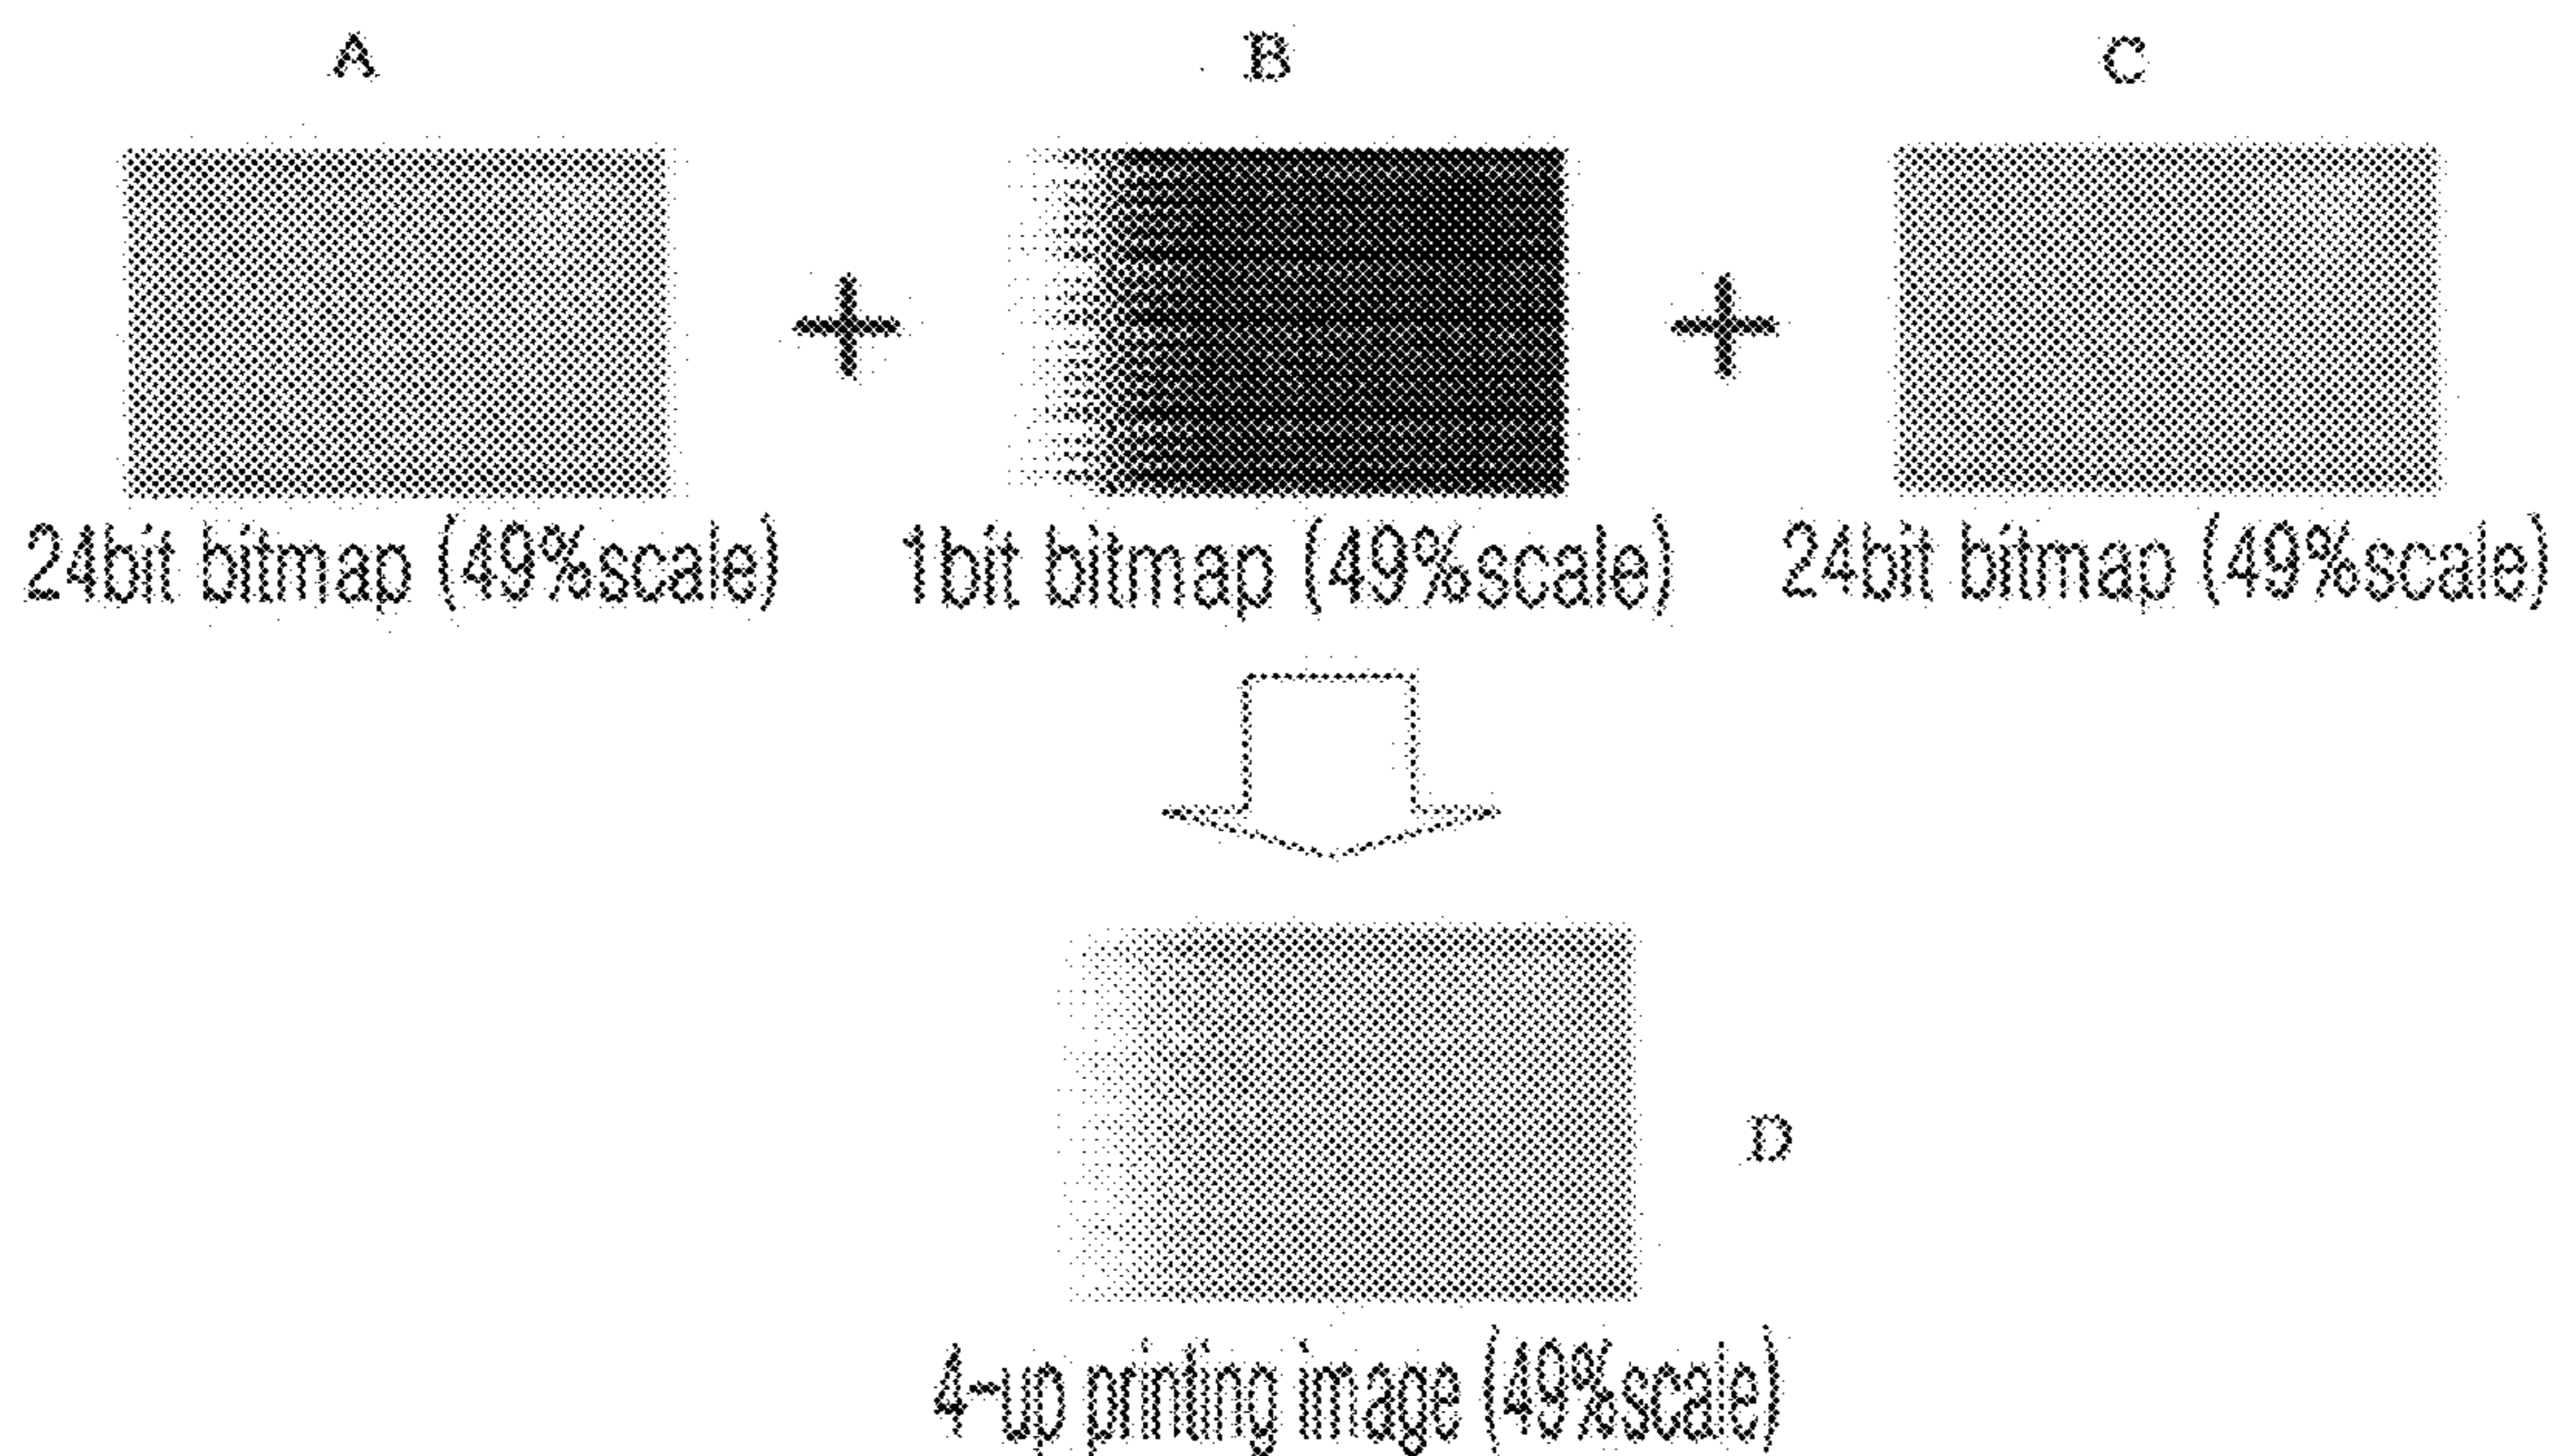 A
B
C
+
+
24bit bitmap (49%scale)
1bit bitmap (49%scale)
24bit bitmap (49%scale)
D
4-up printing image (49%scale)